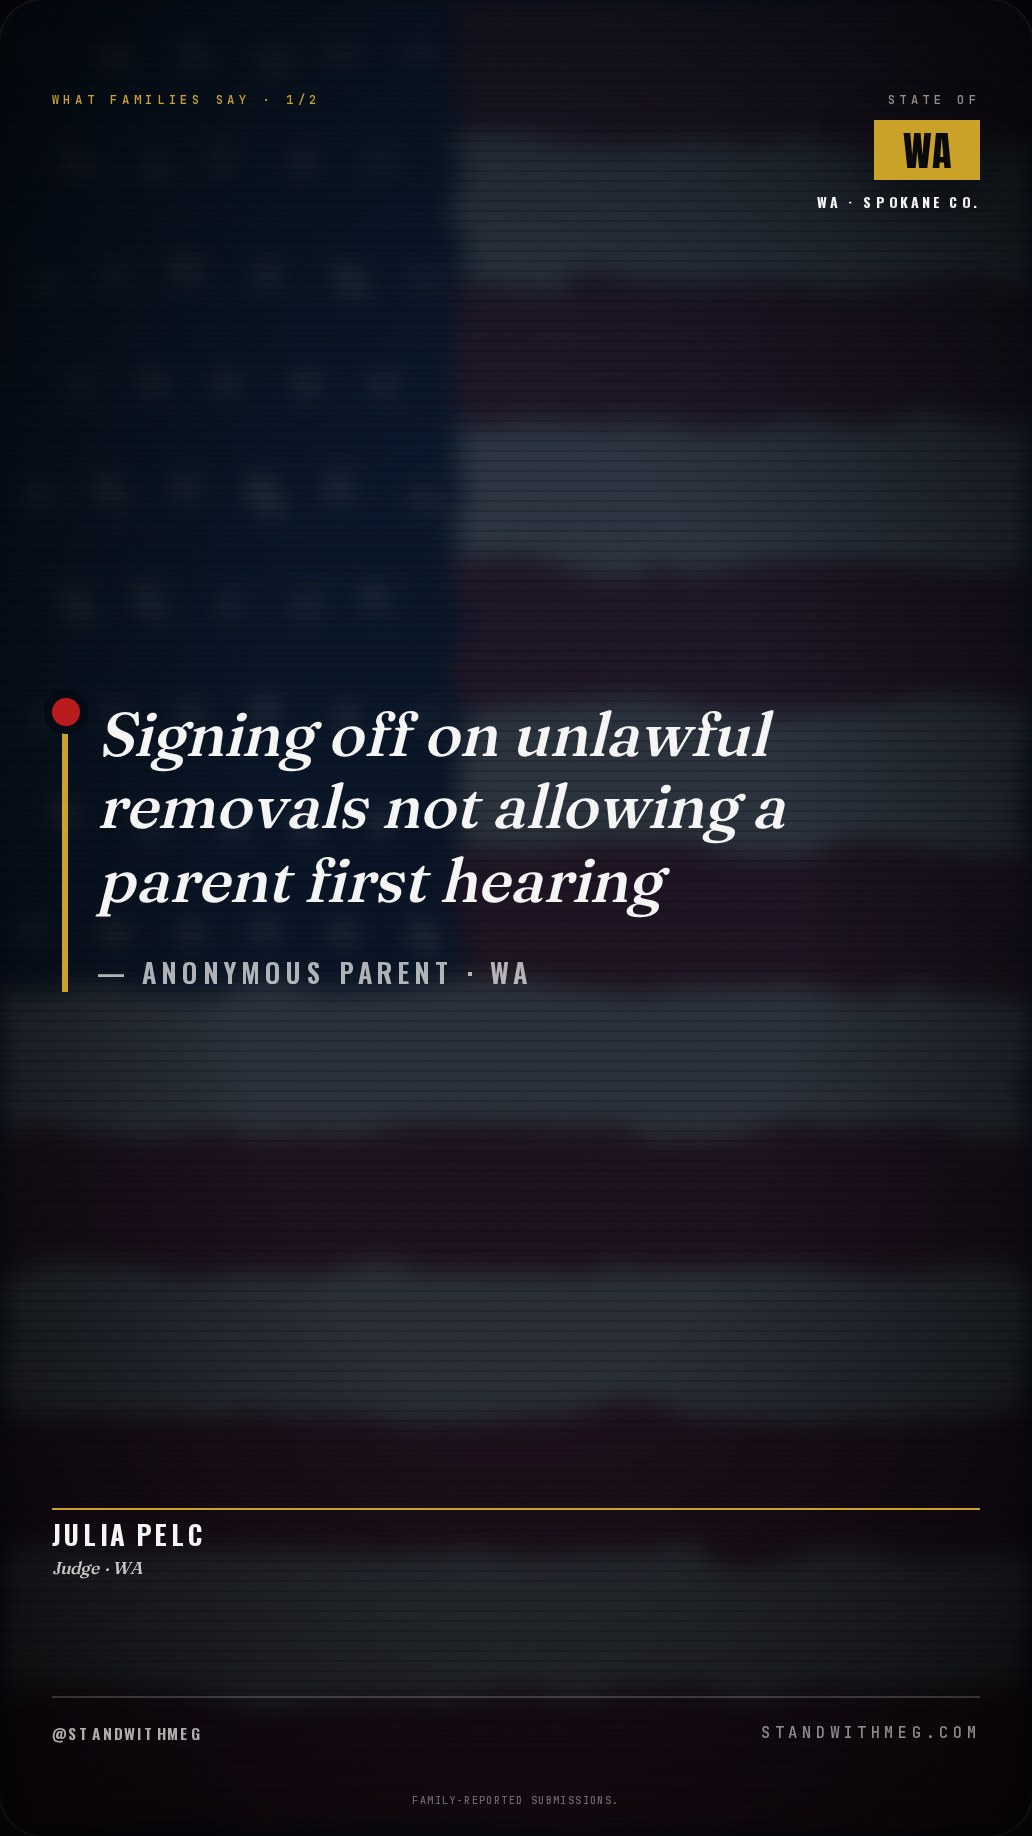 WHAT FAMILIES SAY · 1/2
STATE OF
WA
WA · SPOKANE CO.
Signing off on unlawful
removals not allowing a
parent first hearing
— ANONYMOUS PARENT · WA
JULIA PELC
Judge · WA
@STANDWITHMEG
STANDWITHMEG.COM
FAMILY-REPORTED SUBMISSIONS.